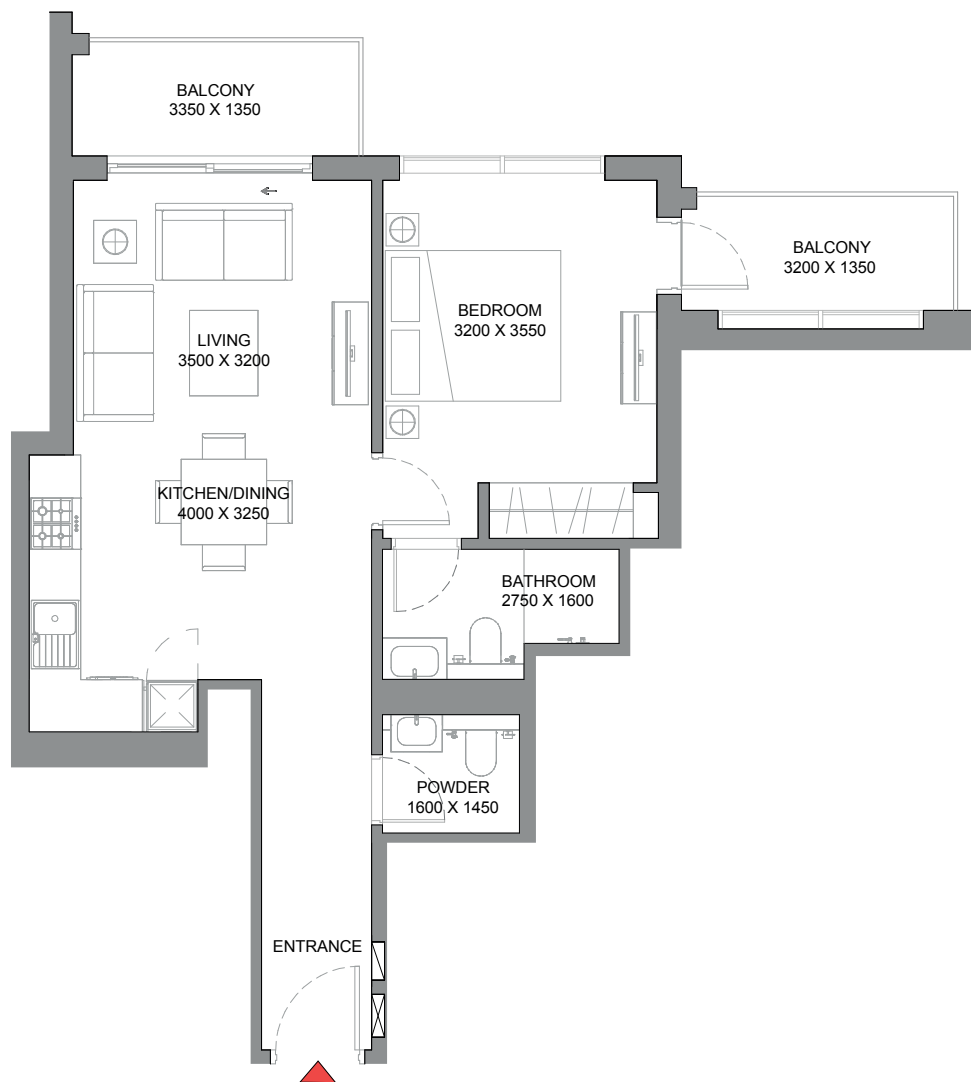 BALCONY
3350 X 1350
BALCONY
3200 X 1350
BEDROOM
3200 X 3550
LIVING
3500 X 3200
KITCHEN/DINING
4000 X 3250
BATHROOM
2750 X 1600
POWDER
1600 X 1450
ENTRANCE